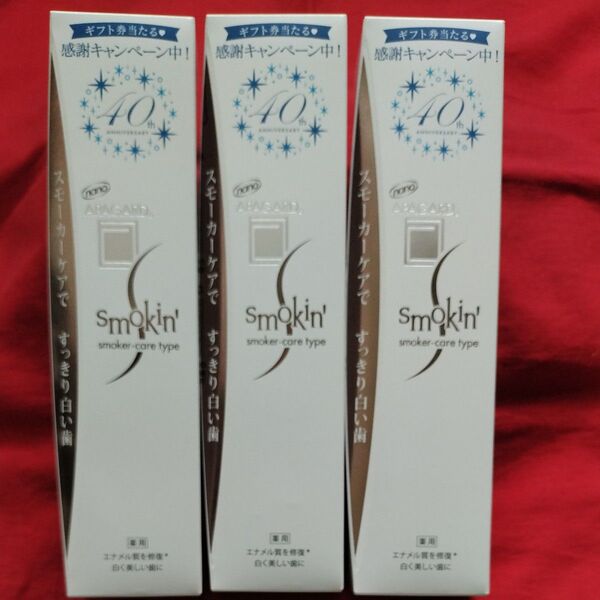 ギフト券当たる♥
感謝キャンペーン中!
40th
ANNIVERSARY
nano
APAGARD
smokin'
smoker-care type
スモーカーケアで すっきり白い歯
薬用
エナメル質を修復*
白く美しい歯に
ギフト券当たる♥
感謝キャンペーン中!
40th
ANNIVERSARY
nano
APAGARD
smokin'
smoker-care type
スモーカーケアで すっきり白い歯
薬用
エナメル質を修復*
白く美しい歯に
ギフト券当たる♥
感謝キャンペーン中!
40th
ANNIVERSARY
nano
APAGARD
smokin'
smoker-care type
スモーカーケアで すっきり白い歯
薬用
エナメル質を修復*
白く美しい歯に